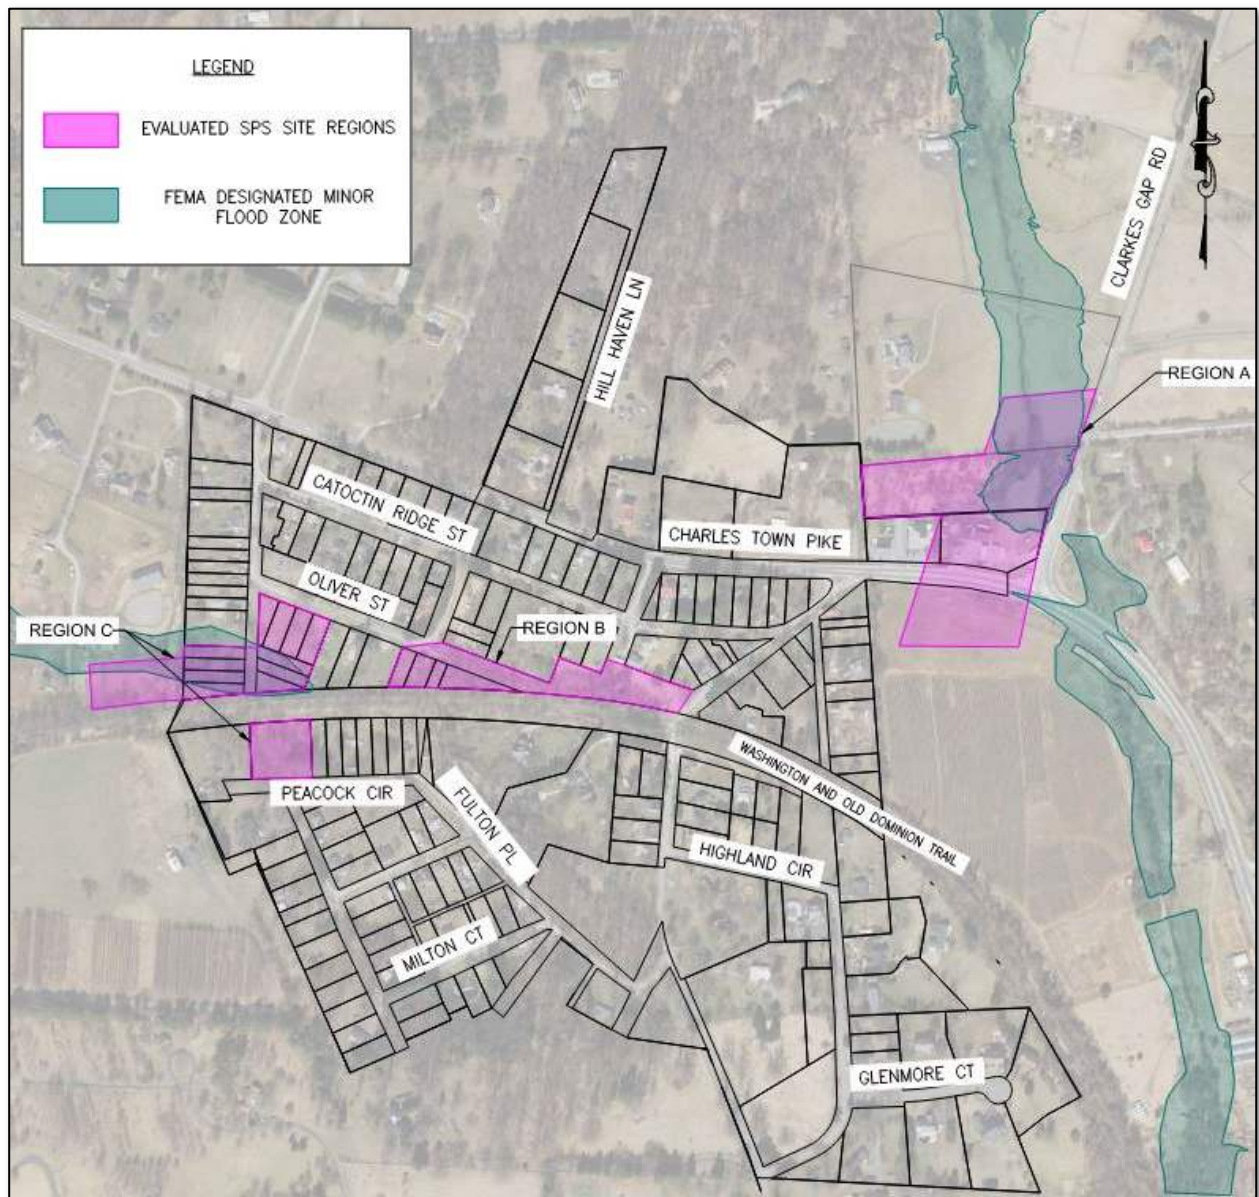 LEGEND
EVALUATED SPS SITE REGIONS
FEMA DESIGNATED MINOR
FLOOD ZONE
CLARKES GAP RD
HILL HAVEN LN
REGION A
CATOCTIN RIDGE ST
CHARLES TOWN PIKE
OLIVER ST
REGION C
REGION B
WASHINGTON AND OLD DOMINION TRAIL
PEACOCK CIR
FULTON PL
HIGHLAND CIR
MILTON CT
GLENMORE CT